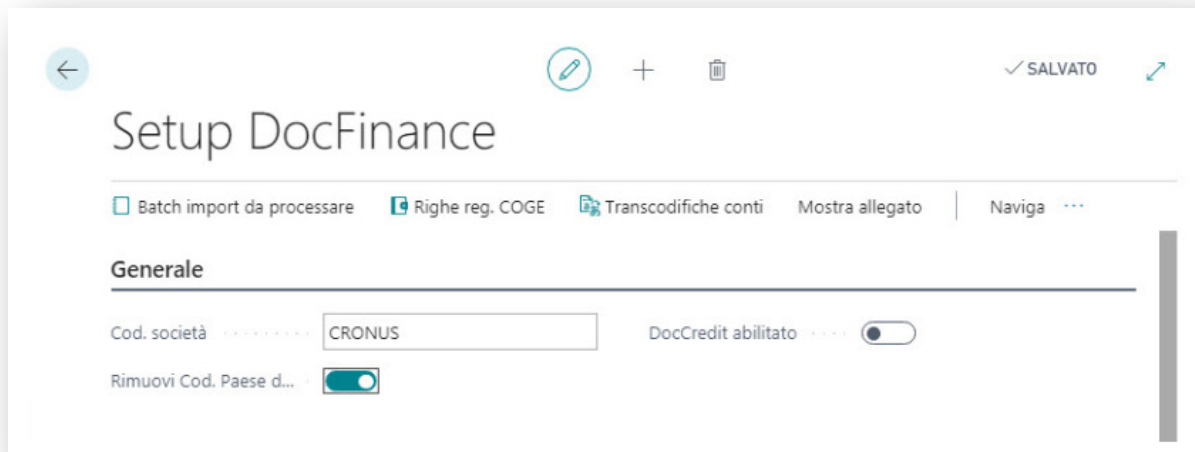 SALVATO
Setup DocFinance
Batch import da processare Righe reg. COGE Transcodifiche conti Mostra allegato Naviga ...
Generale
Cod. società CRONUS DocCredit abilitato
Rimuovi Cod. Paese d...